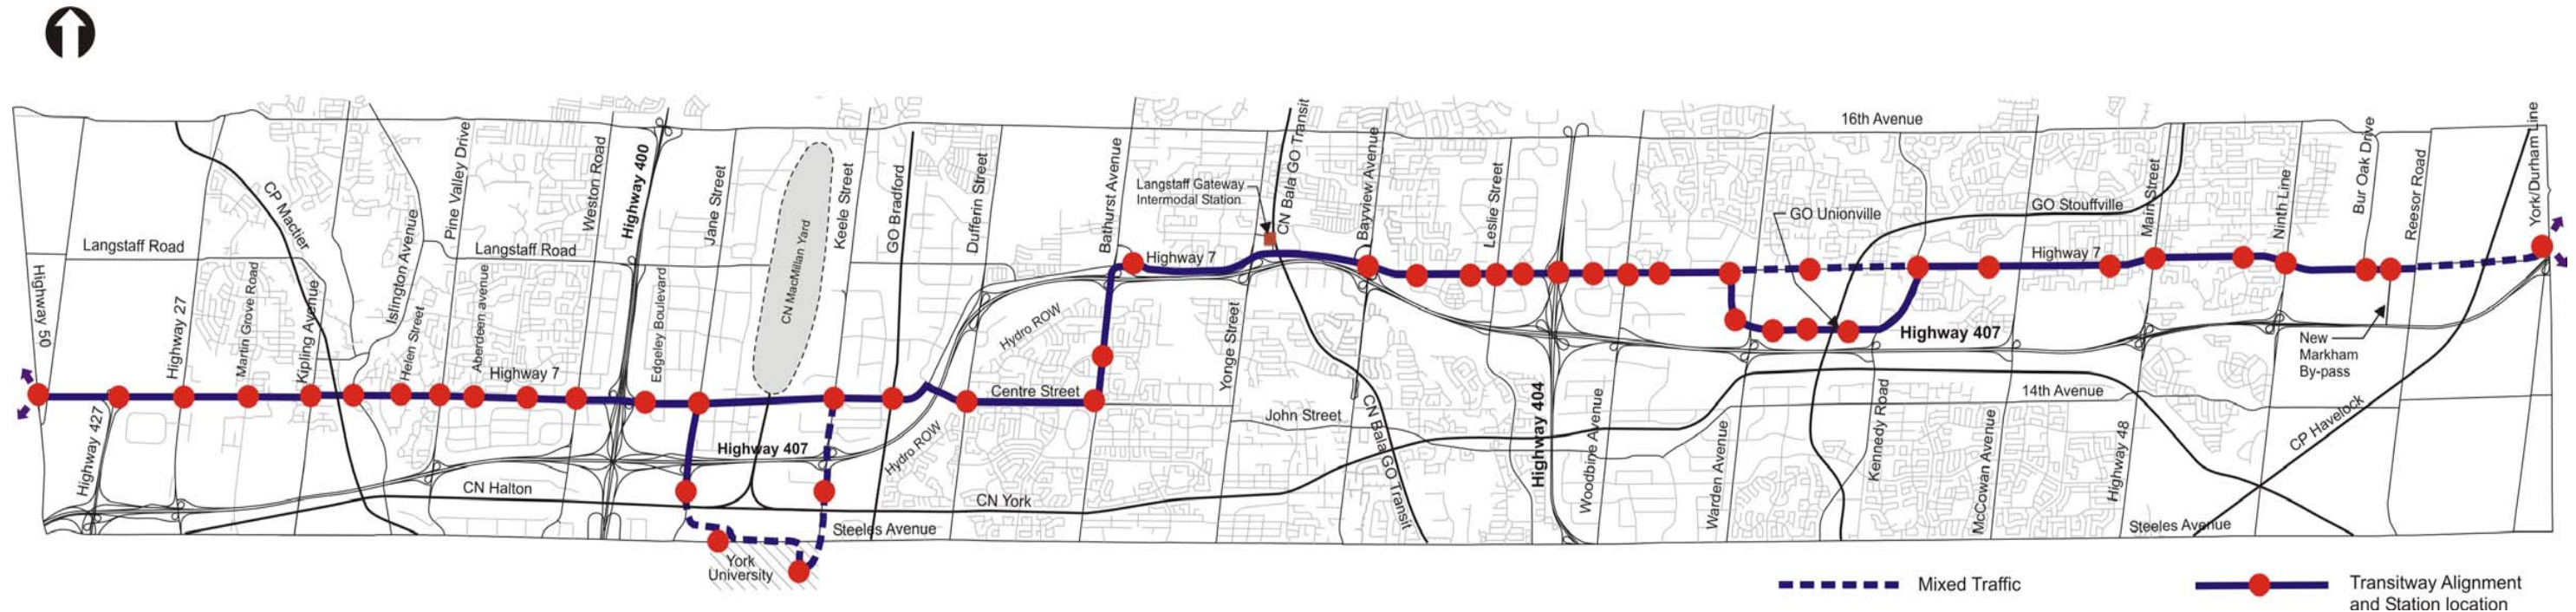 16th Avenue
Highway 50
Langstaff Road
CP Mactier
Highway 27
Highway 427
Martin Grove Road
Kipling Avenue
Islington Avenue
Helen Street
Pine Valley Drive
Aberdeen avenue
Langstaff Road
Highway 7
Weston Road
Highway 400
Edgeley Boulevard
Jane Street
CN MacMillan Yard
Keele Street
GO Bradford
Dufferin Street
Hydro ROW
Hydro ROW
Centre Street
Highway 407
CN Halton
CN York
Steeles Avenue
York
University
Bathurst Avenue
Highway 7
Langstaff Gateway
Intermodal Station
CN Bala GO Transit
Yonge Street
John Street
CN Bala GO Transit
Bayview Avenue
Leslie Street
Highway 404
Woodbine Avenue
Warden Avenue
GO Unionville
Highway 407
Kennedy Road
GO Stouffville
Highway 7
14th Avenue
McCowan Avenue
Highway 48
Main Street
Ninth Line
Bur Oak Drive
Reesor Road
York/Durham Line
New
Markham
By-pass
CP Havelock
Steeles Avenue
Mixed Traffic
Transitway Alignment
and Station location